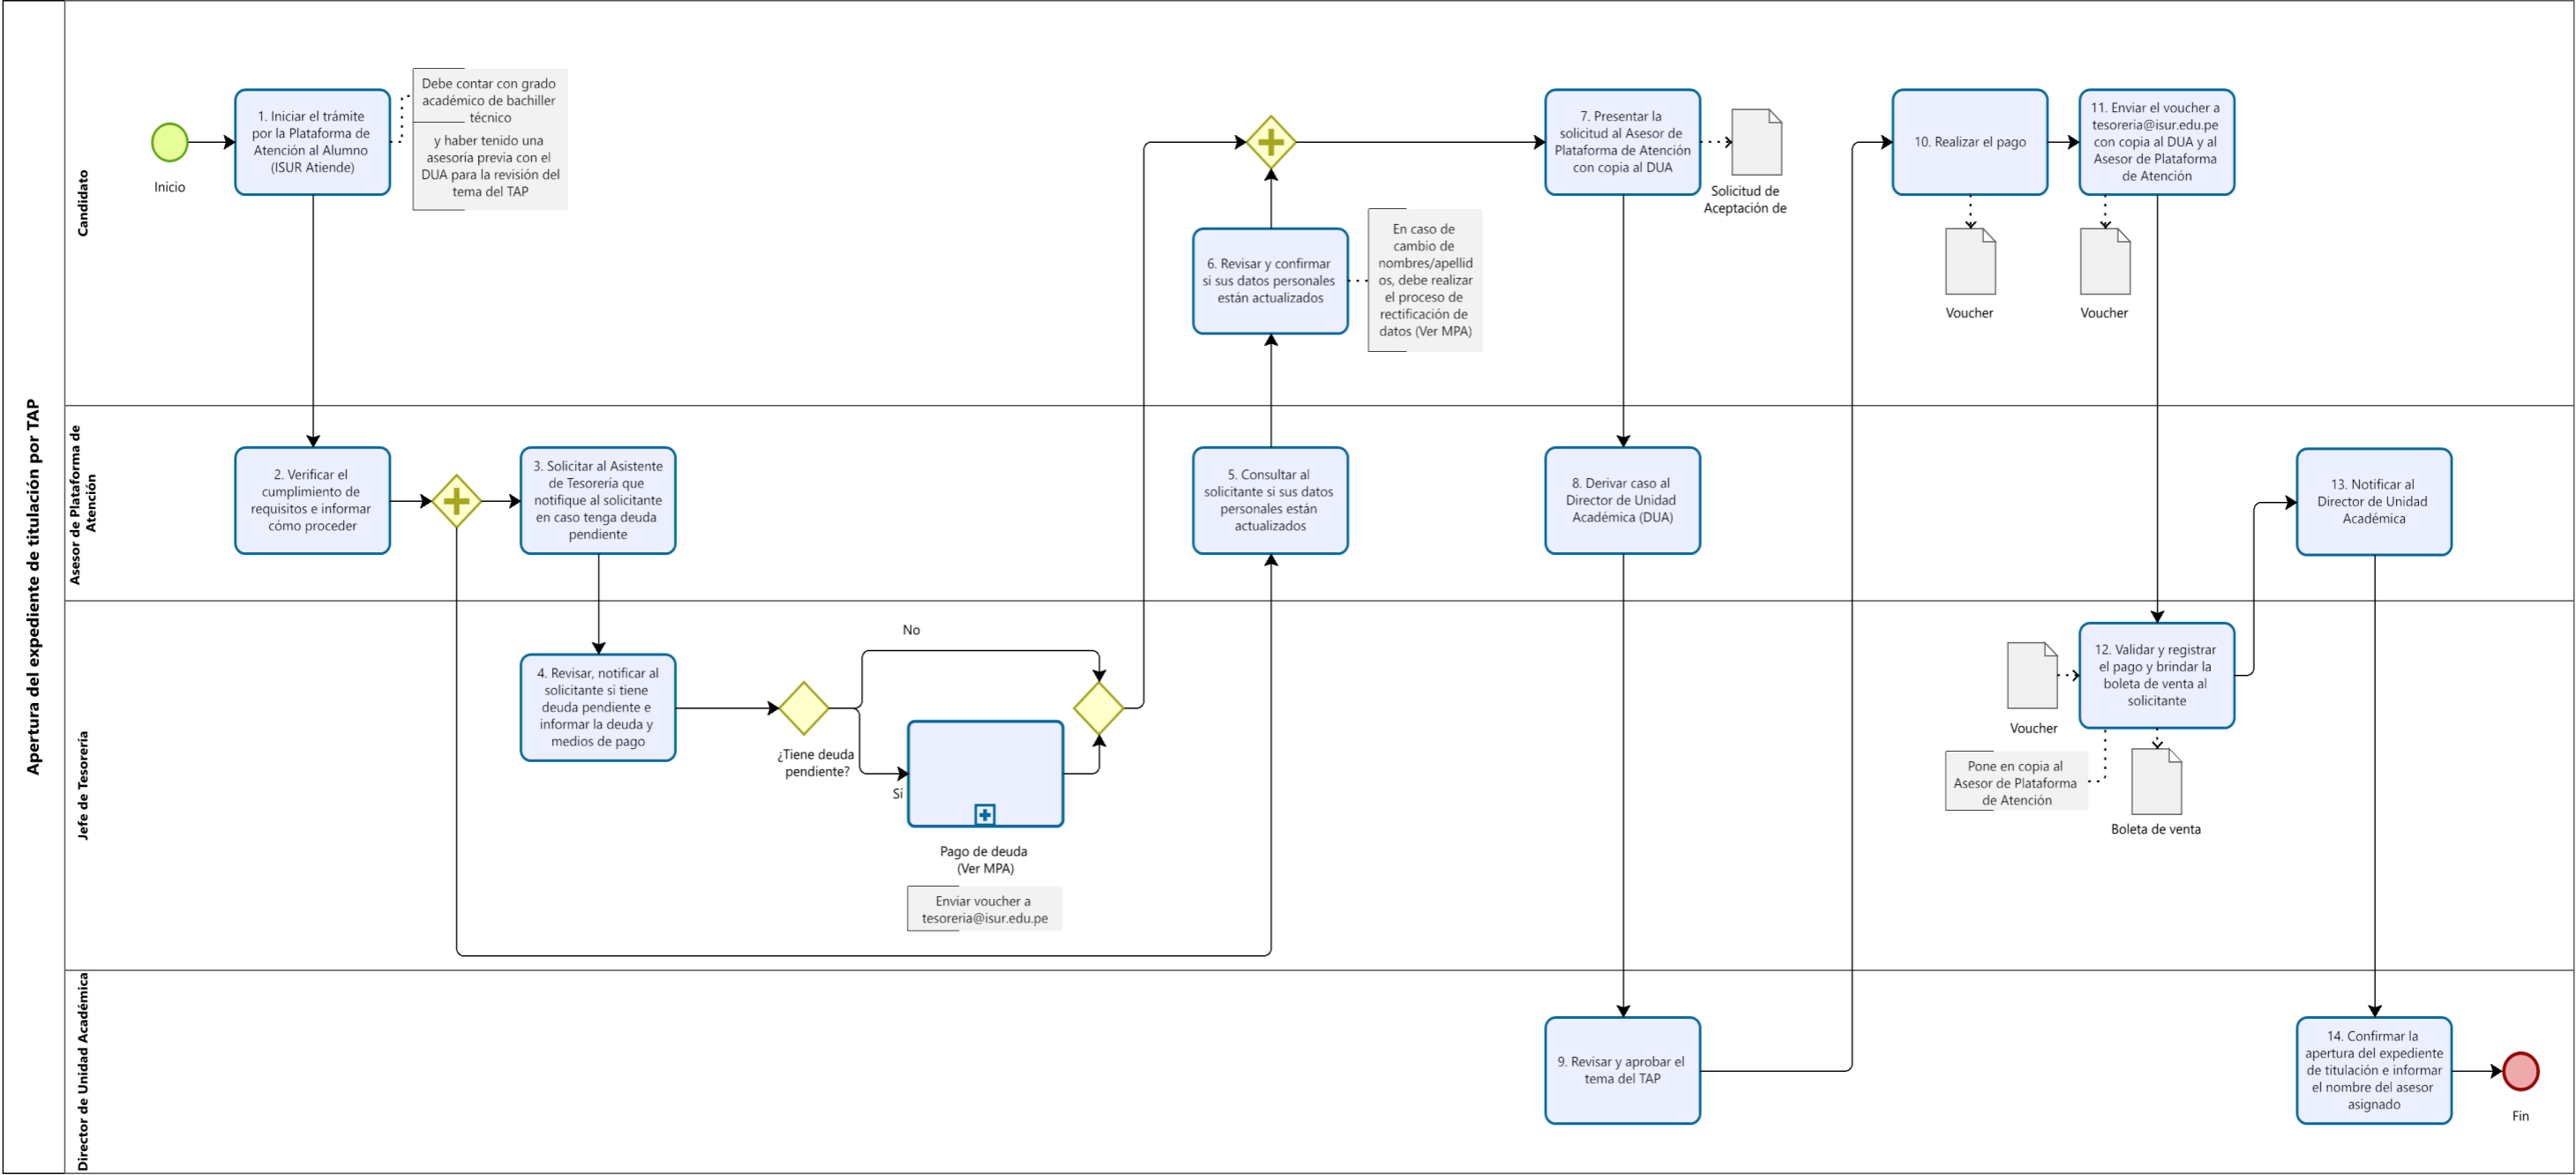 Apertura del expediente de titulación por TAP
Candidato
Inicio
1. Iniciar el trámite
por la Plataforma de
Atención al Alumno
(ISUR Atiende)
Debe contar con grado
académico de bachiller
técnico
y haber tenido una
asesoría previa con el
DUA para la revisión del
tema del TAP
6. Revisar y confirmar
si sus datos personales
están actualizados
En caso de
cambio de
nombres/apellid
os, debe realizar
el proceso de
rectificación de
datos (Ver MPA)
7. Presentar la
solicitud al Asesor de
Plataforma de Atención
con copia al DUA
Solicitud de
Aceptación de
10. Realizar el pago
Voucher
11. Enviar el voucher a
tesoreria@isur.edu.pe
con copia al DUA y al
Asesor de Plataforma
de Atención
Voucher
Asesor de Plataforma de
Atención
2. Verificar el
cumplimiento de
requisitos e informar
cómo proceder
3. Solicitar al Asistente
de Tesorería que
notifique al solicitante
en caso tenga deuda
pendiente
5. Consultar al
solicitante si sus datos
personales están
actualizados
8. Derivar caso al
Director de Unidad
Académica (DUA)
13. Notificar al
Director de Unidad
Académica
Jefe de Tesorería
4. Revisar, notificar al
solicitante si tiene
deuda pendiente e
informar la deuda y
medios de pago
¿Tiene deuda
pendiente?
No
Sí
Pago de deuda
(Ver MPA)
Enviar voucher a
tesoreria@isur.edu.pe
Voucher
12. Validar y registrar
el pago y brindar la
boleta de venta al
solicitante
Pone en copia al
Asesor de Plataforma
de Atención
Boleta de venta
Director de Unidad Académica
9. Revisar y aprobar el
tema del TAP
14. Confirmar la
apertura del expediente
de titulación e informar
el nombre del asesor
asignado
Fin